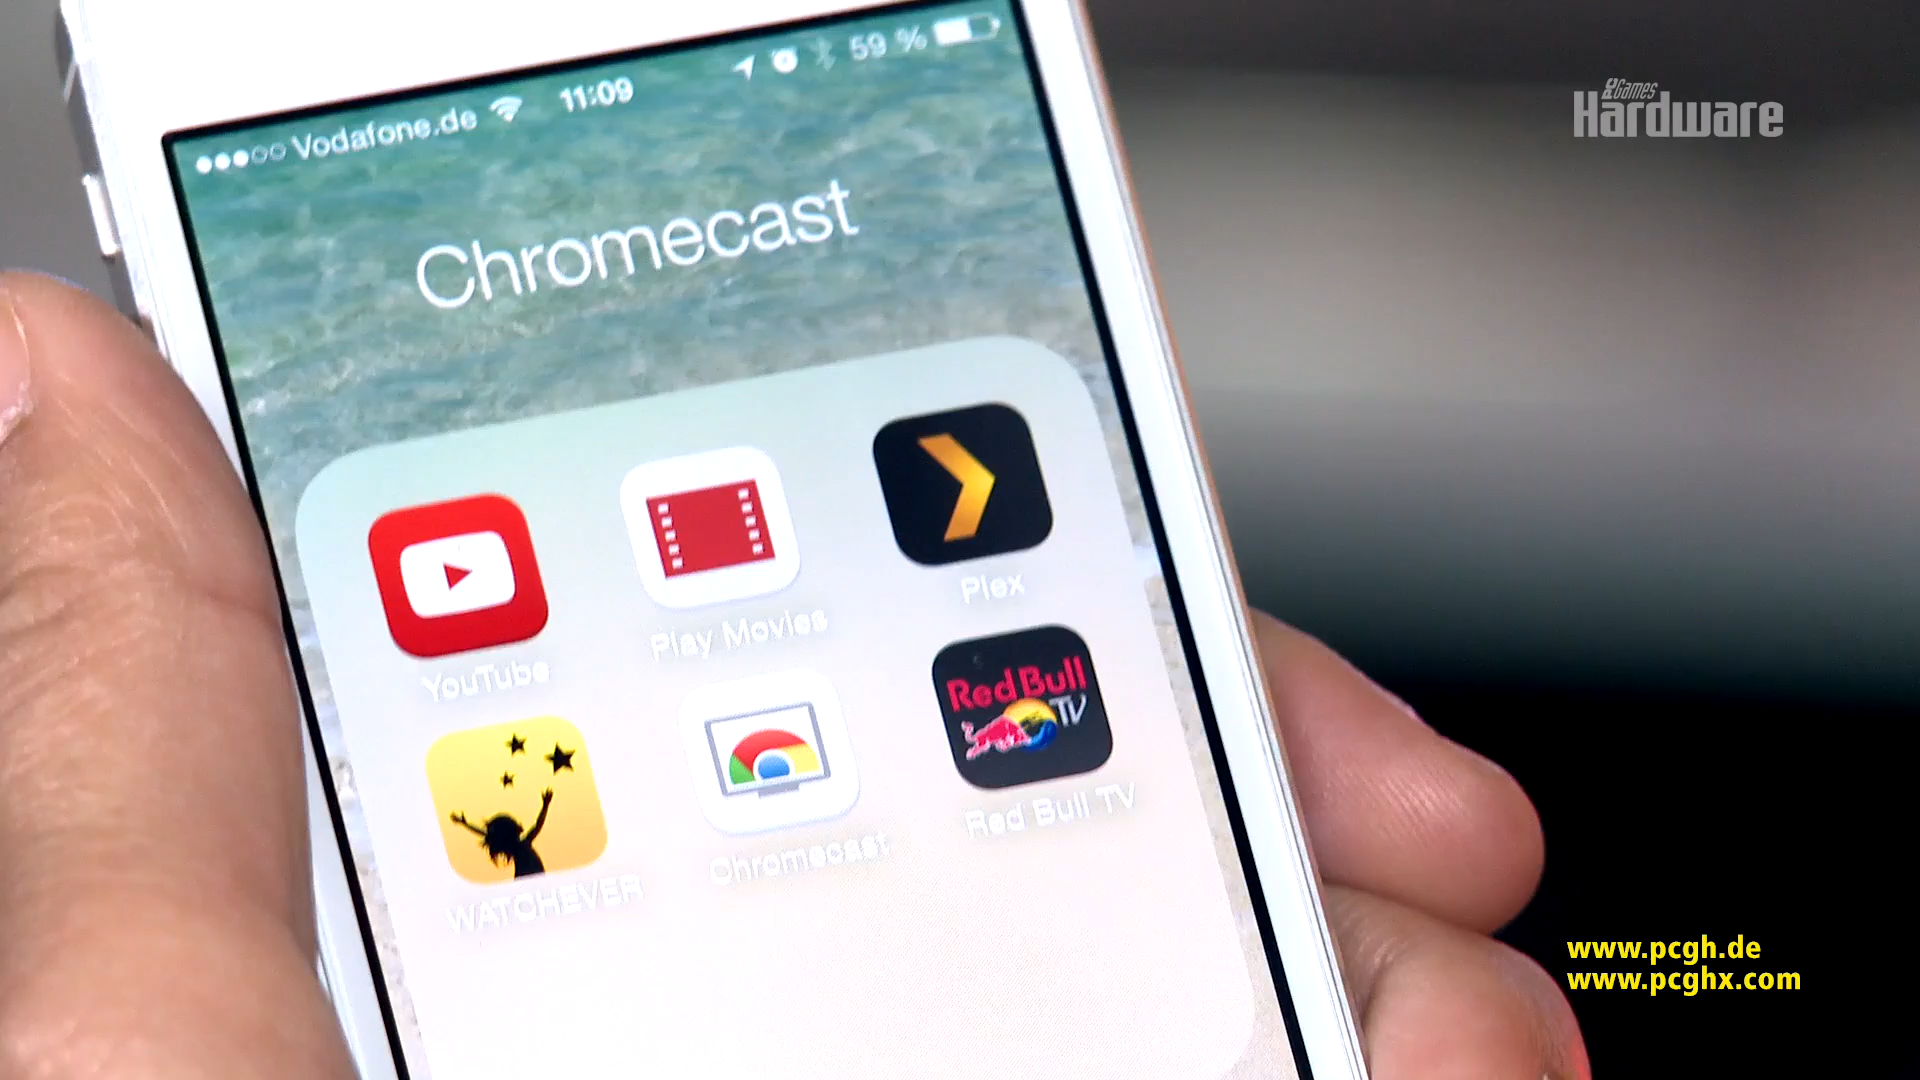 Vodafone.de 11:09 59 %
PCGames
Hardware
Chromecast
YouTube
Play Movies
Plex
Red Bull
TV
WATCHEVER
Chromecast
Red Bull TV
www.pcgh.de
www.pcghx.com